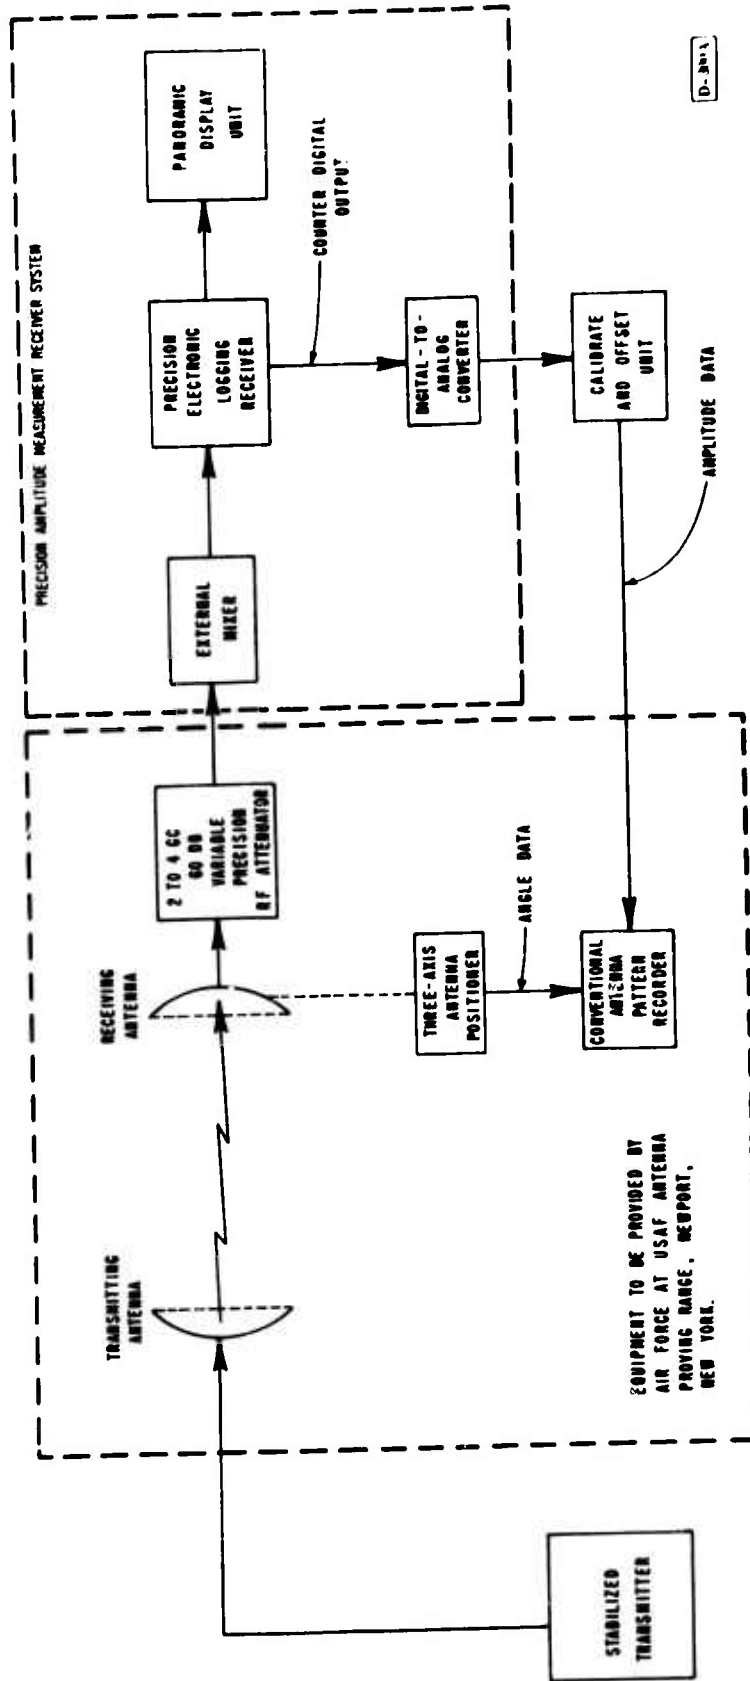 PRECISION AMPLITUDE MEASUREMENT RECEIVER SYSTEM
TRANSMITTING
ANTENNA
RECEIVING
ANTENNA
2 TO 4 GC
60 DB
VARIABLE
PRECISION
RF ATTENUATOR
EXTERNAL
MIXER
PRECISION
ELECTRONIC
LOGGING
RECEIVER
PANORAMIC
DISPLAY
UNIT
COUNTER DIGITAL
OUTPUT
DIGITAL-TO-
ANALOG
CONVERTER
THREE-AXIS
ANTENNA
POSITIONER
ANGLE DATA
CONVENTIONAL
ANTENNA
PATTERN
RECORDER
CALIBRATE
AND OFFSET
UNIT
AMPLITUDE DATA
STABILIZED
TRANSMITTER
EQUIPMENT TO BE PROVIDED BY
AIR FORCE AT USAF ANTENNA
PROVING RANGE, NEWPORT,
NEW YORK.